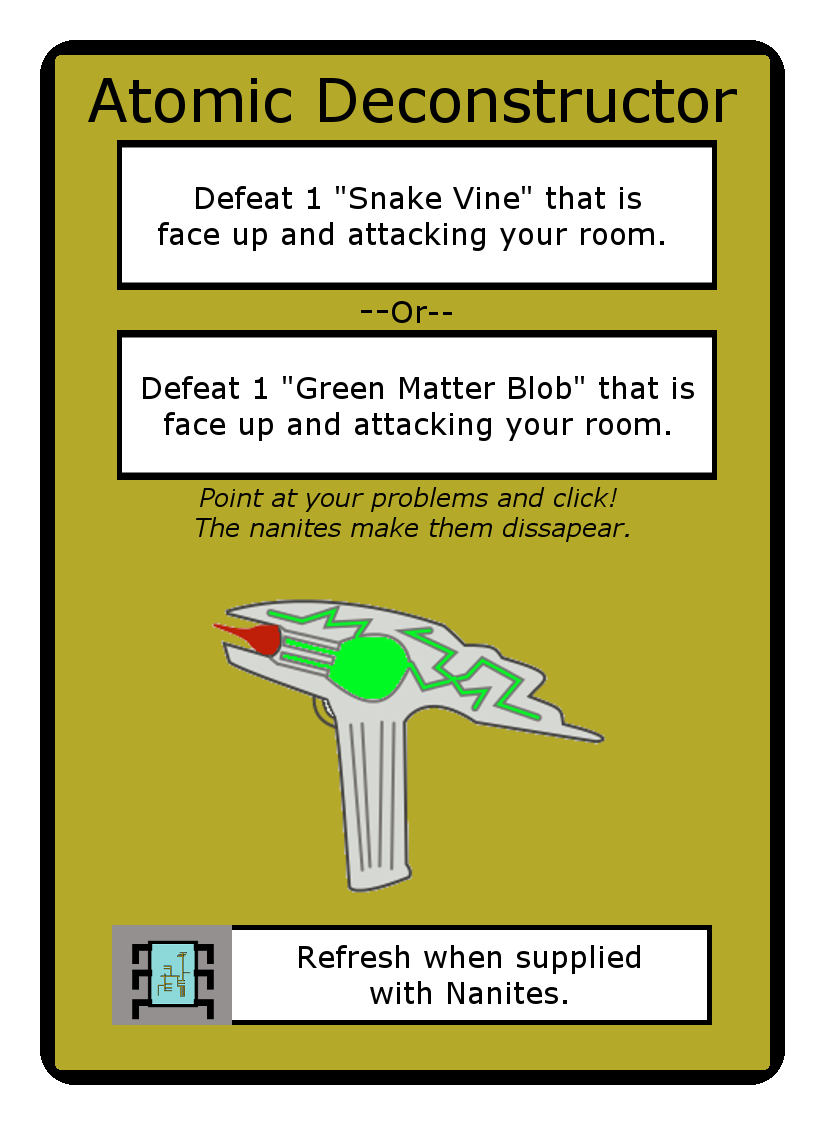 Atomic Deconstructor
Defeat 1 "Snake Vine" that is
face up and attacking your room.
--Or--
Defeat 1 "Green Matter Blob" that is
face up and attacking your room.
Point at your problems and click!
The nanites make them dissapear.
Refresh when supplied
with Nanites.